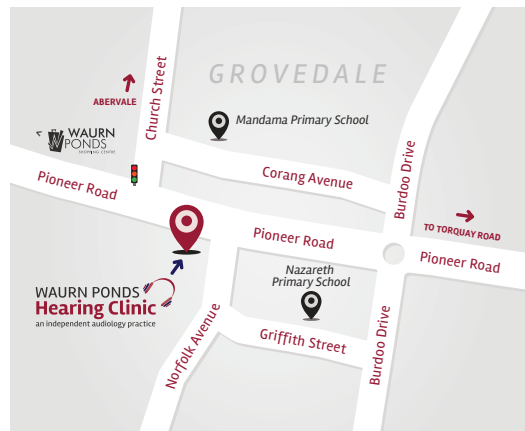 GROVEDALE
Church Street
ABERVALE
Mandama Primary School
WAURN
PONDS
SHOPPING CENTRE
Pioneer Road
Corang Avenue
Burdoo Drive
TO TORQUAY ROAD
Pioneer Road
Pioneer Road
Nazareth
Primary School
WAURN PONDS
Hearing Clinic
an independent audiology practice
Norfolk Avenue
Griffith Street
Burdoo Drive